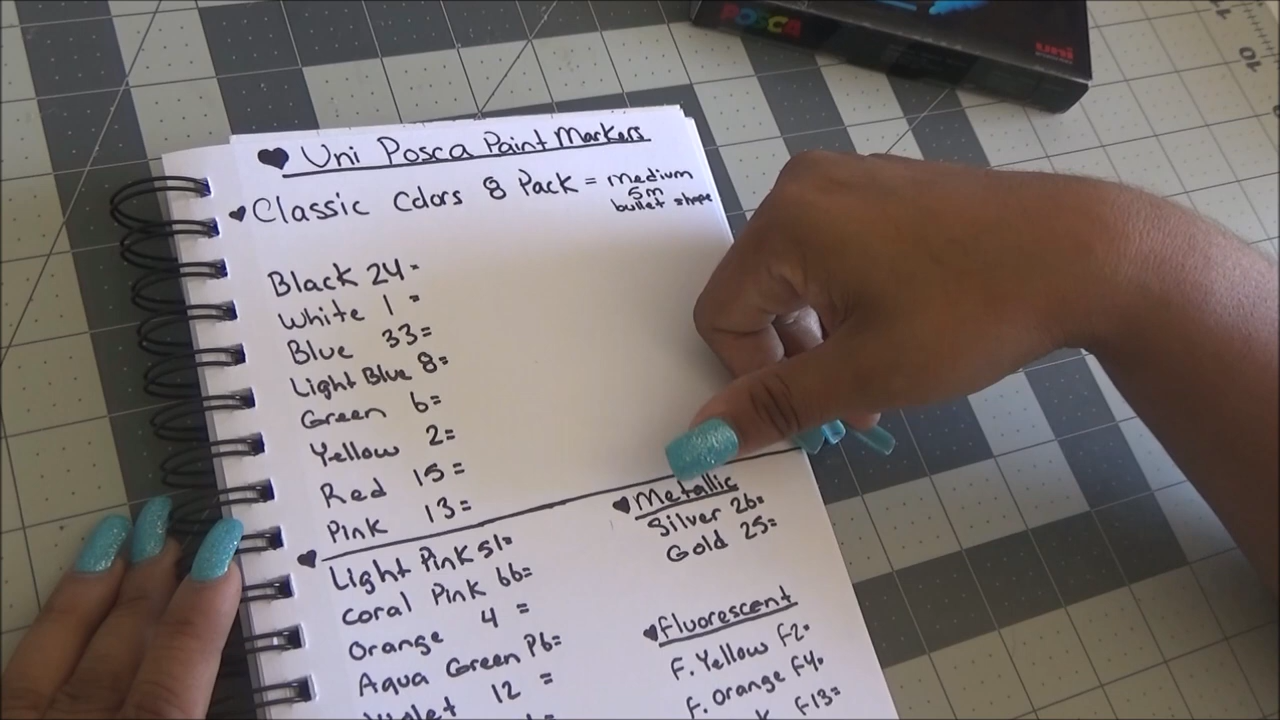 POSCA
uni
10
Uni Posca Paint Markers
Classic Colors 8 Pack = medium
5m
bullet shape
Black 24=
White 1 =
Blue 33=
Light Blue 8=
Green 6=
Yellow 2=
Red 15=
Pink 13=
Light Pink 51=
Coral Pink 66=
Orange 4 =
Aqua Green P6=
Violet 12 =
Metallic
Silver 26=
Gold 25=
Fluorescent
F. Yellow F2=
F. Orange F4=
F13=